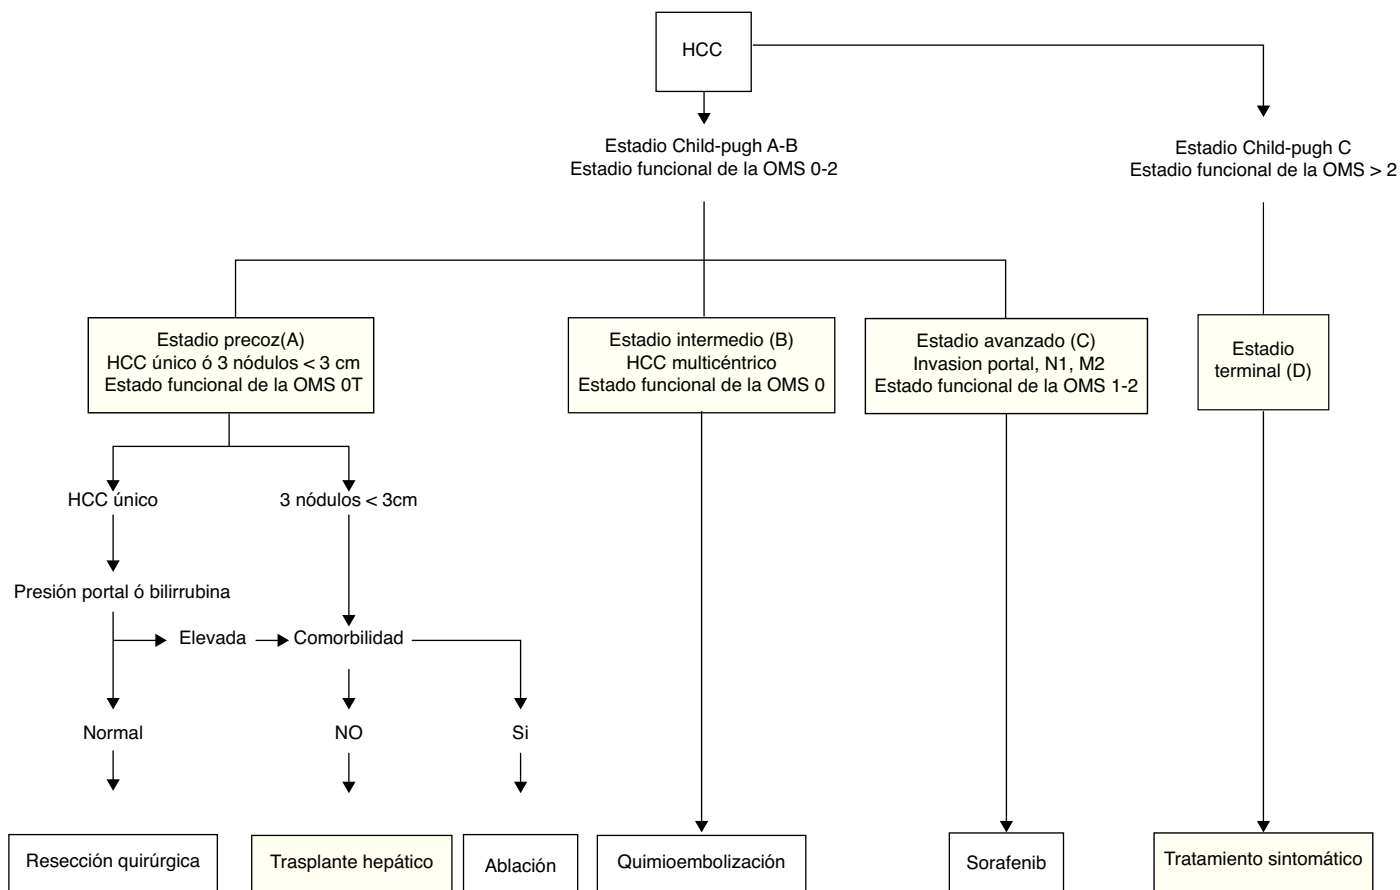 HCC
Estadio Child-pugh A-B
Estadio funcional de la OMS 0-2
Estadio Child-pugh C
Estadio funcional de la OMS > 2
Estadio precoz(A)
HCC único ó 3 nódulos < 3 cm
Estado funcional de la OMS 0T
Estadio intermedio (B)
HCC multicéntrico
Estado funcional de la OMS 0
Estadio avanzado (C)
Invasion portal, N1, M2
Estado funcional de la OMS 1-2
Estadio
terminal (D)
HCC único
3 nódulos < 3cm
Presión portal ó bilirrubina
Elevada
Comorbilidad
Normal
NO
Si
Resección quirúrgica
Trasplante hepático
Ablación
Quimioembolización
Sorafenib
Tratamiento sintomático